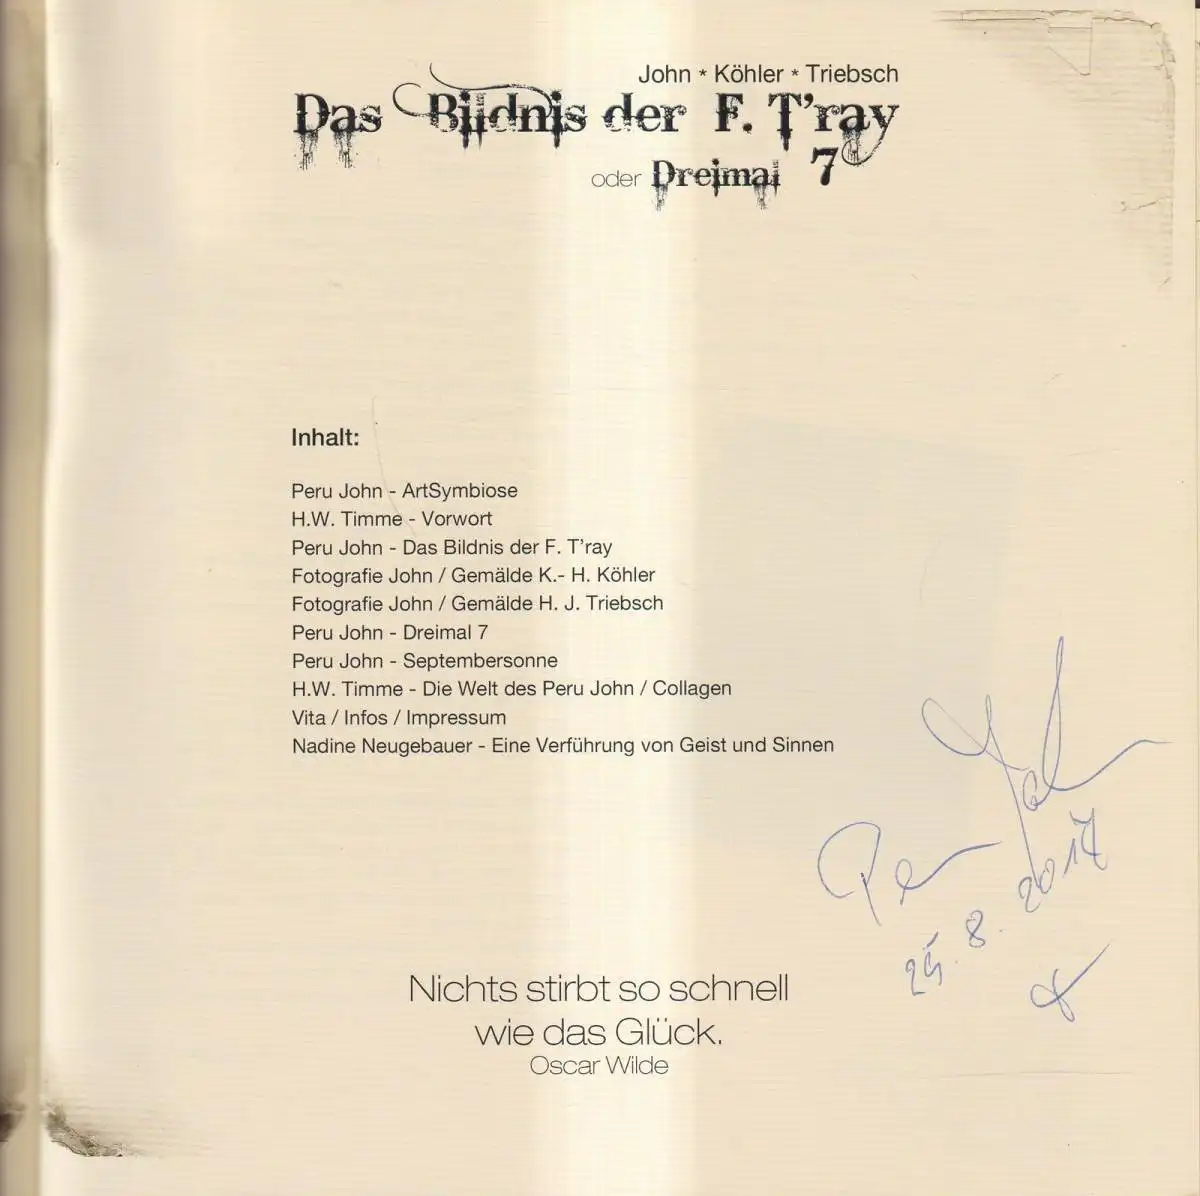 John * Köhler * Triebsch
Das Bildnis der F. T'ray
oder Dreimal 7
Inhalt:
Peru John - ArtSymbiose
H.W. Timme - Vorwort
Peru John - Das Bildnis der F. T'ray
Fotografie John / Gemälde K.- H. Köhler
Fotografie John / Gemälde H. J. Triebsch
Peru John - Dreimal 7
Peru John - Septembersonne
H.W. Timme - Die Welt des Peru John / Collagen
Vita / Infos / Impressum
Nadine Neugebauer - Eine Verführung von Geist und Sinnen
Peru John
25.8.2017
Nichts stirbt so schnell
wie das Glück.
Oscar Wilde